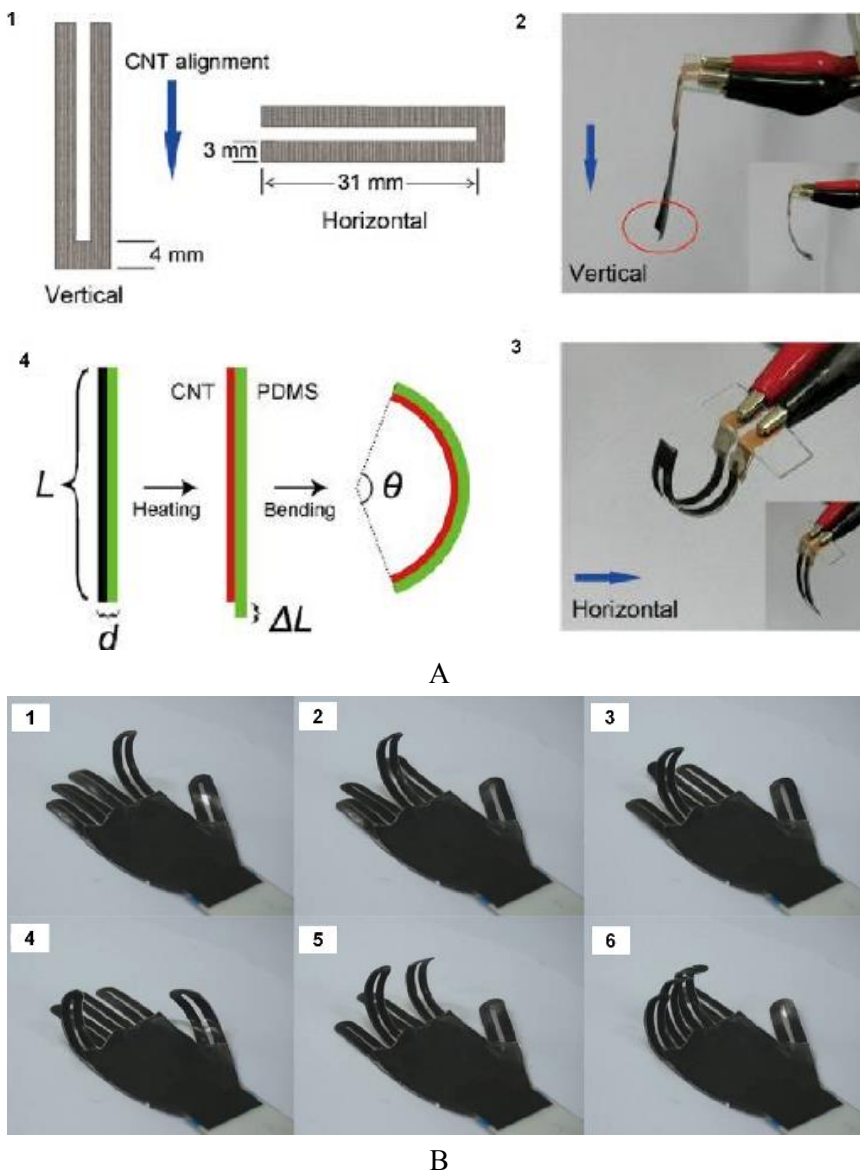 1
CNT alignment
3 mm
31 mm
Horizontal
4 mm
Vertical
2
Vertical
4
L
d
Heating
CNT
PDMS
ΔL
Bending
θ
3
Horizontal
A
1
2
3
4
5
6
B